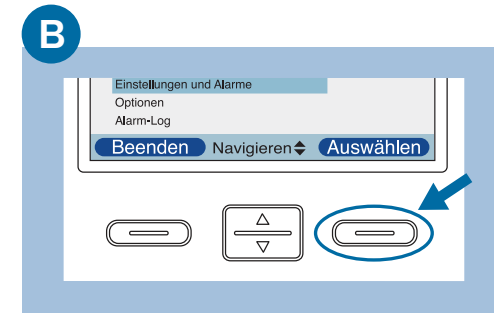 B
Einstellungen und Alarme
Optionen
Alarm-Log
Beenden Navigieren Auswählen